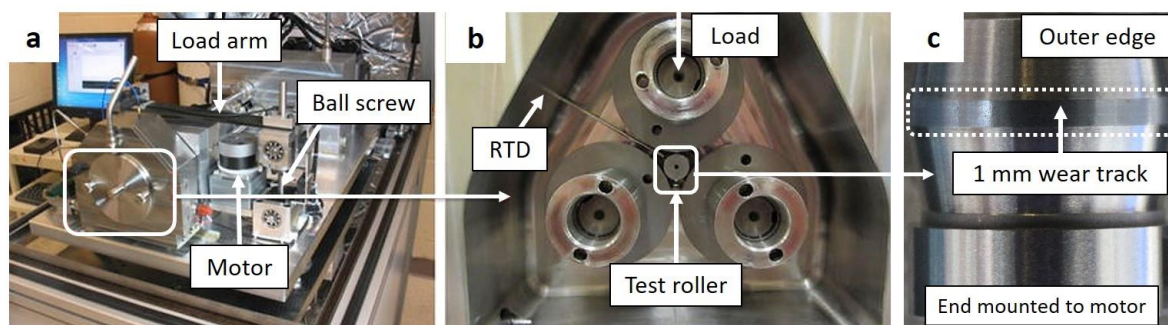 a
Load arm
Ball screw
Motor
b
Load
RTD
Test roller
c
Outer edge
1 mm wear track
End mounted to motor